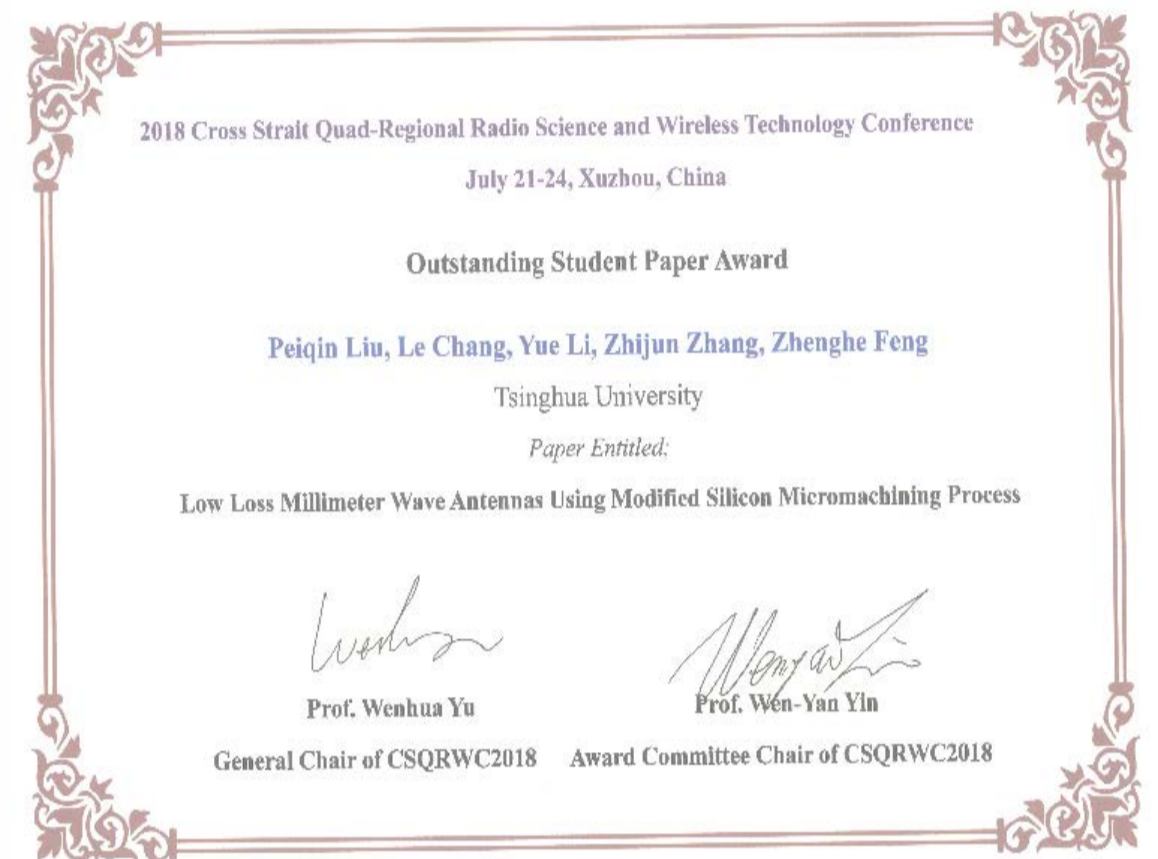 2018 Cross Strait Quad-Regional Radio Science and Wireless Technology Conference
July 21-24, Xuzhou, China
Outstanding Student Paper Award
Peiqin Liu, Le Chang, Yue Li, Zhijun Zhang, Zhenghe Feng
Tsinghua University
Paper Entitled:
Low Loss Millimeter Wave Antennas Using Modified Silicon Micromachining Process
Prof. Wenhua Yu
Prof. Wen-Yan Yin
General Chair of CSQRWC2018
Award Committee Chair of CSQRWC2018